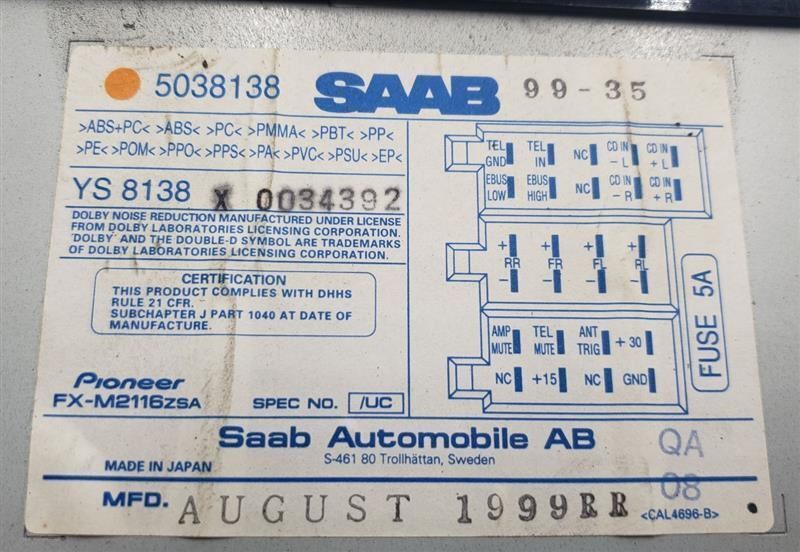 5038138 SAAB 99-35
>ABS+PC< >ABS< >PC< >PMMA< >PBT< >PP<
>PE< >POM< >PPO< >PPS< >PA< >PVC< >PSU< >EP<
YS 8138 X 0034392
DOLBY NOISE REDUCTION MANUFACTURED UNDER LICENSE
FROM DOLBY LABORATORIES LICENSING CORPORATION.
"DOLBY" AND THE DOUBLE-D SYMBOL ARE TRADEMARKS
OF DOLBY LABORATORIES LICENSING CORPORATION.
CERTIFICATION
THIS PRODUCT COMPLIES WITH DHHS
RULE 21 CFR.
SUBCHAPTER J PART 1040 AT DATE OF
MANUFACTURE.
Pioneer
FX-M2116ZSA SPEC NO. /UC
TEL GND TEL IN NC CD IN -L CD IN +L
EBUS LOW EBUS HIGH NC CD IN -R CD IN +R
+ + + +
RR FR FL RL
- - - -
AMP MUTE TEL MUTE ANT TRIG +30
NC +15 NC GND
FUSE 5A
Saab Automobile AB
S-461 80 Trollhättan, Sweden
QA
MADE IN JAPAN
08
MFD. AUGUST 1999RR
<CAL4696-B>